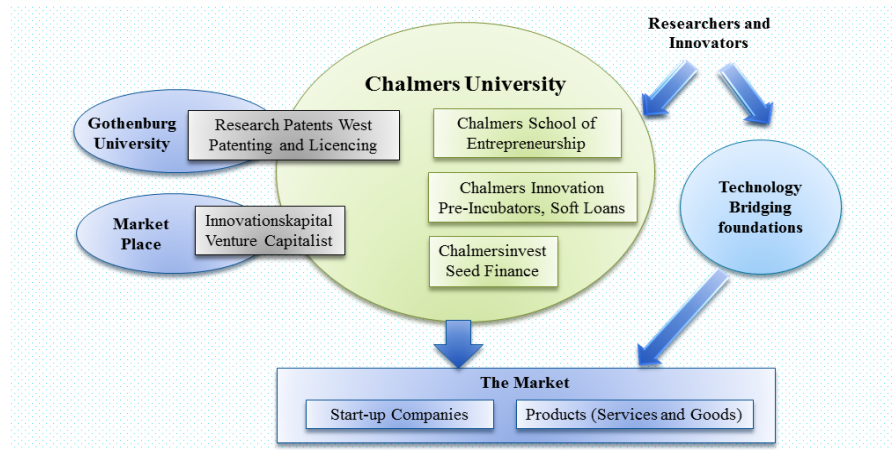 Researchers and
Innovators
Chalmers University
Gothenburg
University
Research Patents West
Patenting and Licencing
Chalmers School of
Entrepreneurship
Market
Place
Innovationskapital
Venture Capitalist
Chalmers Innovation
Pre-Incubators, Soft Loans
Chalmersinvest
Seed Finance
Technology
Bridging
foundations
The Market
Start-up Companies
Products (Services and Goods)